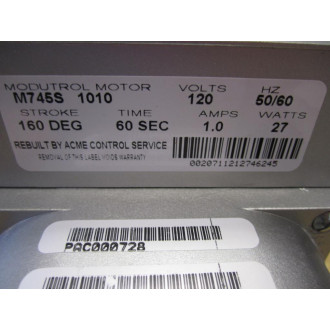 MODUTROL MOTOR VOLTS HZ
M745S 1010 120 50/60
STROKE TIME AMPS WATTS
160 DEG 60 SEC 1.0 27
REBUILT BY ACME CONTROL SERVICE
REMOVAL OF THIS LABEL VOIDS WARRANTY
0020711212746245
PAC000728